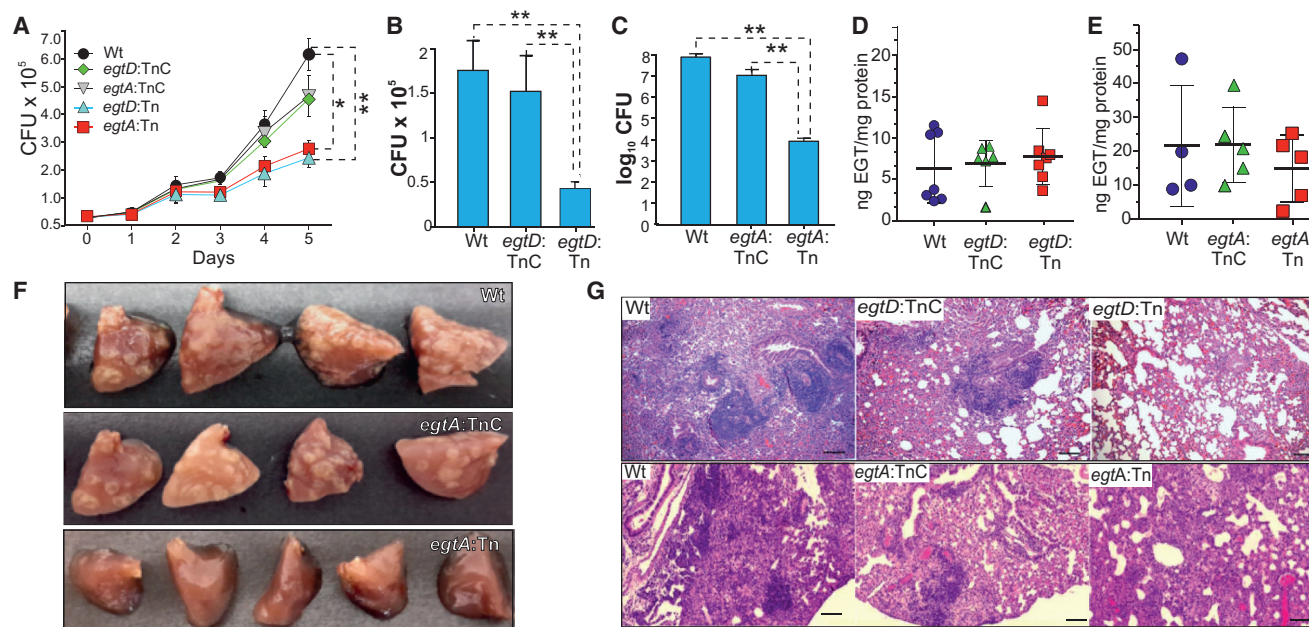 A
CFU x 10⁵
7.0
6.0
5.0
4.0
3.0
2.0
1.0
0.5
0 1 2 3 4 5
Days
Wt
egtD:TnC
egtA:TnC
egtD:Tn
egtA:Tn
*
**
B
CFU x 10⁵
2
1.5
1
0.5
0
**
**
Wt egtD: egtD:
TnC Tn
C
log₁₀ CFU
8
7
6
5
4
3
2
1
0
**
**
Wt egtA: egtA:
TnC Tn
D
ng EGT/mg protein
25
20
15
10
5
0
Wt egtD: egtD:
TnC Tn
E
ng EGT/mg protein
50
40
30
20
10
0
Wt egtA: egtA
TnC Tn
F
Wt
egtA:TnC
egtA:Tn
G
Wt egtD:TnC egtD:Tn
Wt egtA:TnC egtA:Tn